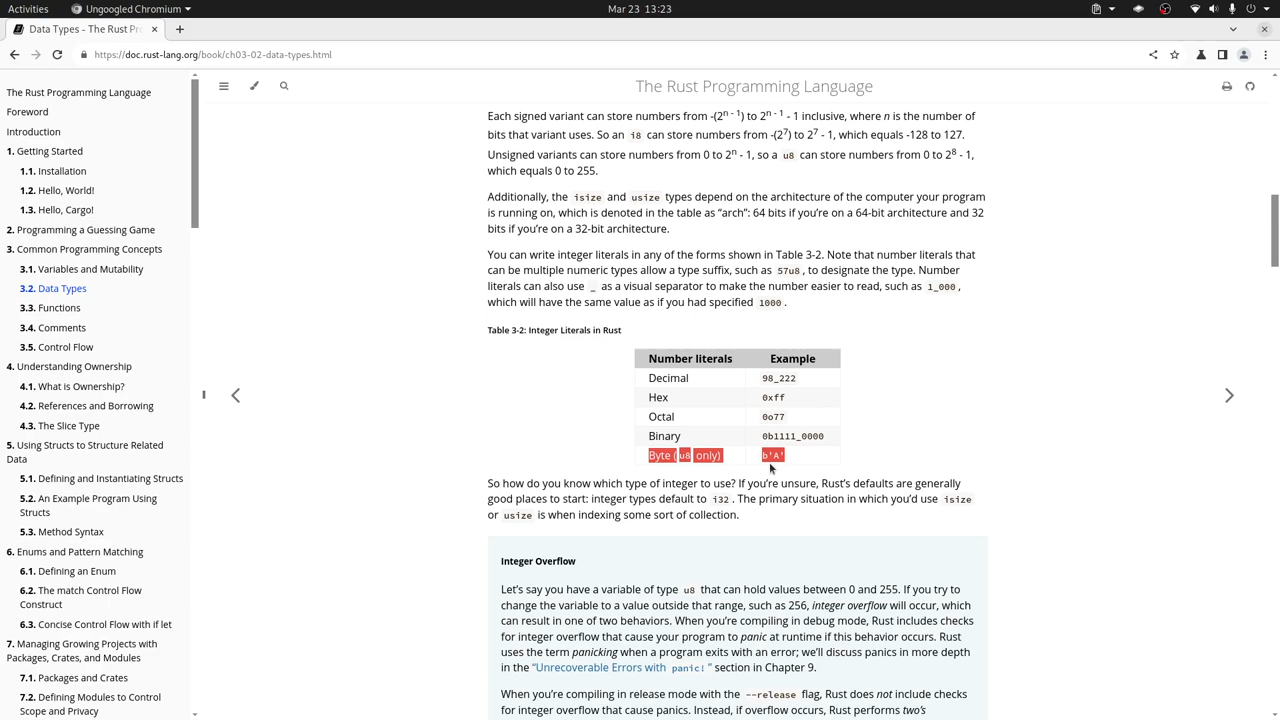 Activities
Ungoogled Chromium
Mar 23 13:23
Data Types - The Rust Pr
https://doc.rust-lang.org/book/ch03-02-data-types.html
The Rust Programming Language
Foreword
Introduction
1. Getting Started
1.1. Installation
1.2. Hello, World!
1.3. Hello, Cargo!
2. Programming a Guessing Game
3. Common Programming Concepts
3.1. Variables and Mutability
3.2. Data Types
3.3. Functions
3.4. Comments
3.5. Control Flow
4. Understanding Ownership
4.1. What is Ownership?
4.2. References and Borrowing
4.3. The Slice Type
5. Using Structs to Structure Related
Data
5.1. Defining and Instantiating Structs
5.2. An Example Program Using
Structs
5.3. Method Syntax
6. Enums and Pattern Matching
6.1. Defining an Enum
6.2. The match Control Flow
Construct
6.3. Concise Control Flow with if let
7. Managing Growing Projects with
Packages, Crates, and Modules
7.1. Packages and Crates
7.2. Defining Modules to Control
Scope and Privacy
The Rust Programming Language
Each signed variant can store numbers from -(2ⁿ ⁻ ¹) to 2ⁿ ⁻ ¹ - 1 inclusive, where n is the number of
bits that variant uses. So an i8 can store numbers from -(2⁷) to 2⁷ - 1, which equals -128 to 127.
Unsigned variants can store numbers from 0 to 2ⁿ - 1, so a u8 can store numbers from 0 to 2⁸ - 1,
which equals 0 to 255.
Additionally, the isize and usize types depend on the architecture of the computer your program
is running on, which is denoted in the table as “arch”: 64 bits if you’re on a 64-bit architecture and 32
bits if you’re on a 32-bit architecture.
You can write integer literals in any of the forms shown in Table 3-2. Note that number literals that
can be multiple numeric types allow a type suffix, such as 57u8, to designate the type. Number
literals can also use _ as a visual separator to make the number easier to read, such as 1_000,
which will have the same value as if you had specified 1000.
Table 3-2: Integer Literals in Rust
Number literals Example
Decimal 98_222
Hex 0xff
Octal 0o77
Binary 0b1111_0000
Byte (u8 only) b'A'
So how do you know which type of integer to use? If you’re unsure, Rust’s defaults are generally
good places to start: integer types default to i32. The primary situation in which you’d use isize
or usize is when indexing some sort of collection.
Integer Overflow
Let’s say you have a variable of type u8 that can hold values between 0 and 255. If you try to
change the variable to a value outside that range, such as 256, integer overflow will occur, which
can result in one of two behaviors. When you’re compiling in debug mode, Rust includes checks
for integer overflow that cause your program to panic at runtime if this behavior occurs. Rust
uses the term panicking when a program exits with an error; we’ll discuss panics in more depth
in the “Unrecoverable Errors with panic!” section in Chapter 9.
When you’re compiling in release mode with the --release flag, Rust does not include checks
for integer overflow that cause panics. Instead, if overflow occurs, Rust performs two’s